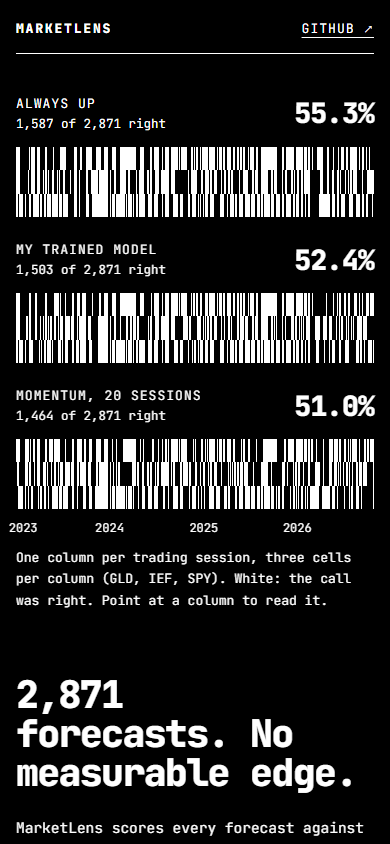 MARKETLENS
GITHUB ↗
ALWAYS UP
1,587 of 2,871 right
55.3%
MY TRAINED MODEL
1,503 of 2,871 right
52.4%
MOMENTUM, 20 SESSIONS
1,464 of 2,871 right
51.0%
2023 2024 2025 2026
One column per trading session, three cells
per column (GLD, IEF, SPY). White: the call
was right. Point at a column to read it.
2,871
forecasts. No
measurable edge.
MarketLens scores every forecast against